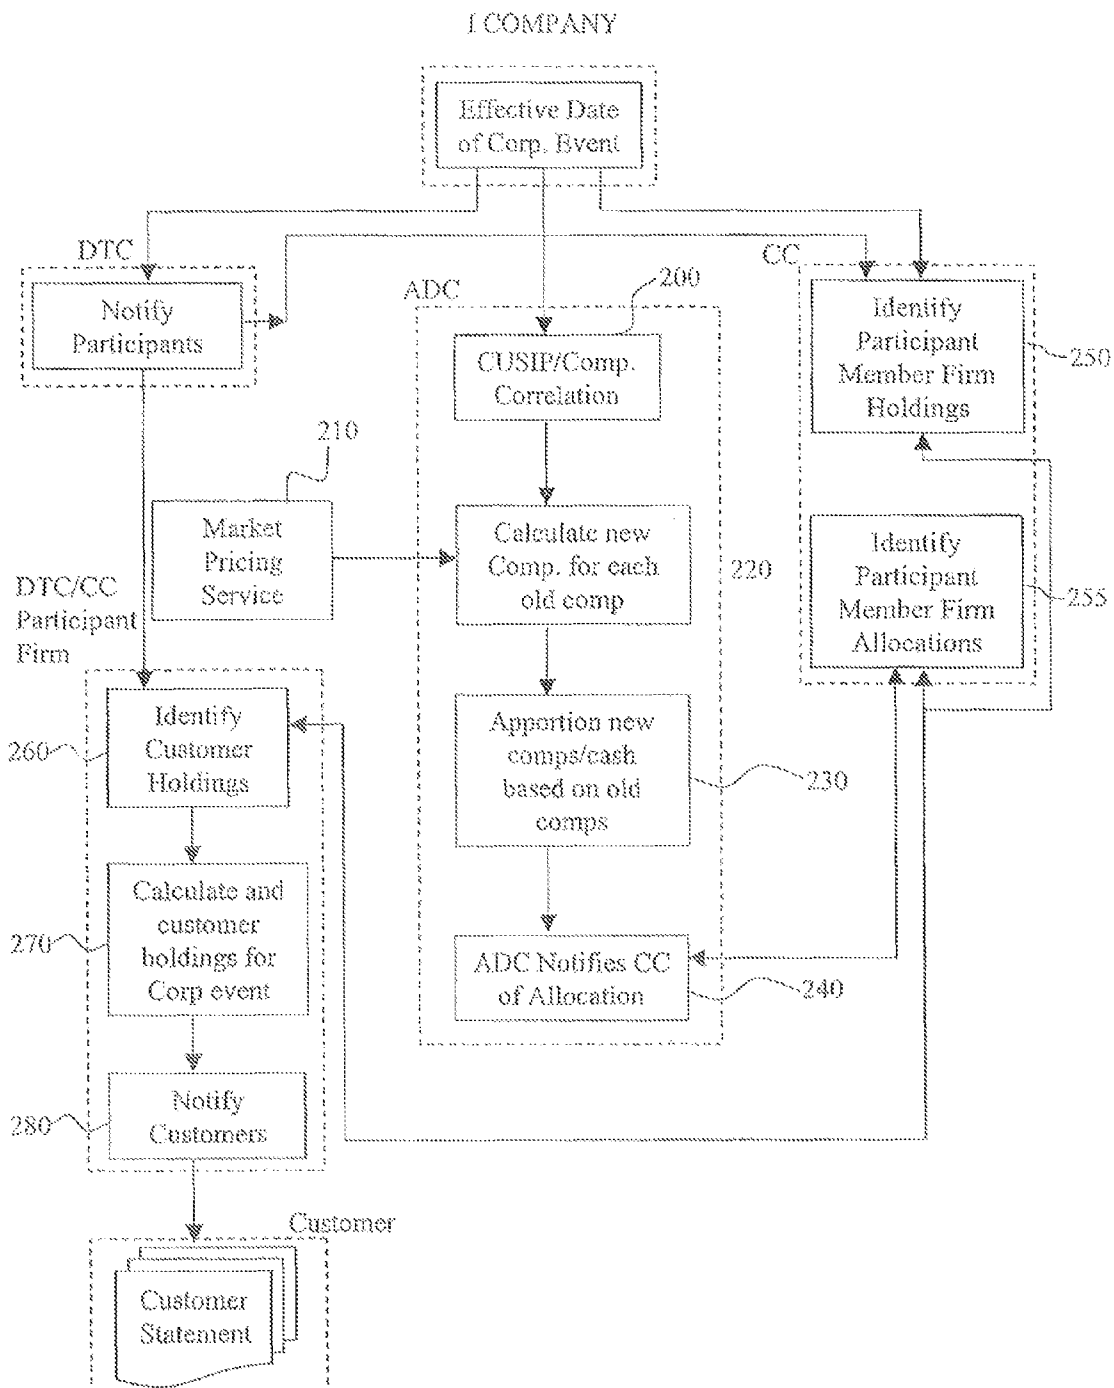 I COMPANY
Effective Date
of Corp. Event
DTC
Notify
Participants
ADC
200
CUSIP/Comp.
Correlation
CC
Identify
Participant
Member Firm
Holdings
250
210
Market
Pricing
Service
Calculate new
Comp. for each
old comp
220
Identify
Participant
Member Firm
Allocations
255
DTC/CC
Participant
Firm
260
Identify
Customer
Holdings
Apportion new
comps/cash
based on old
comps
230
270
Calculate and
customer
holdings for
Corp event
ADC Notifies CC
of Allocation
240
280
Notify
Customers
Customer
Customer
Statement